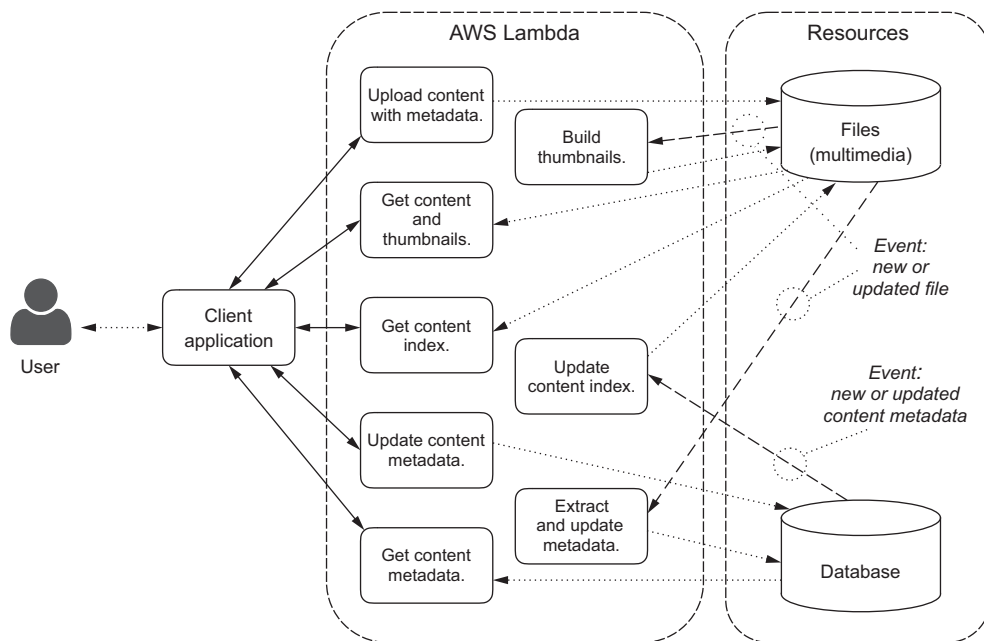 AWS Lambda
Resources
Upload content
with metadata.
Build
thumbnails.
Files
(multimedia)
Get content
and
thumbnails.
Event:
new or
updated file
User
Client
application
Get content
index.
Update
content index.
Event:
new or updated
content metadata
Update content
metadata.
Extract
and update
metadata.
Get content
metadata.
Database